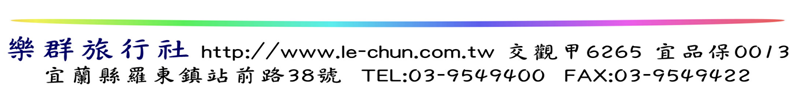 樂群旅行社 http://www.le-chun.com.tw 交觀甲6265 宜品保0013
宜蘭縣羅東鎮站前路38號 TEL:03-9549400 FAX:03-9549422